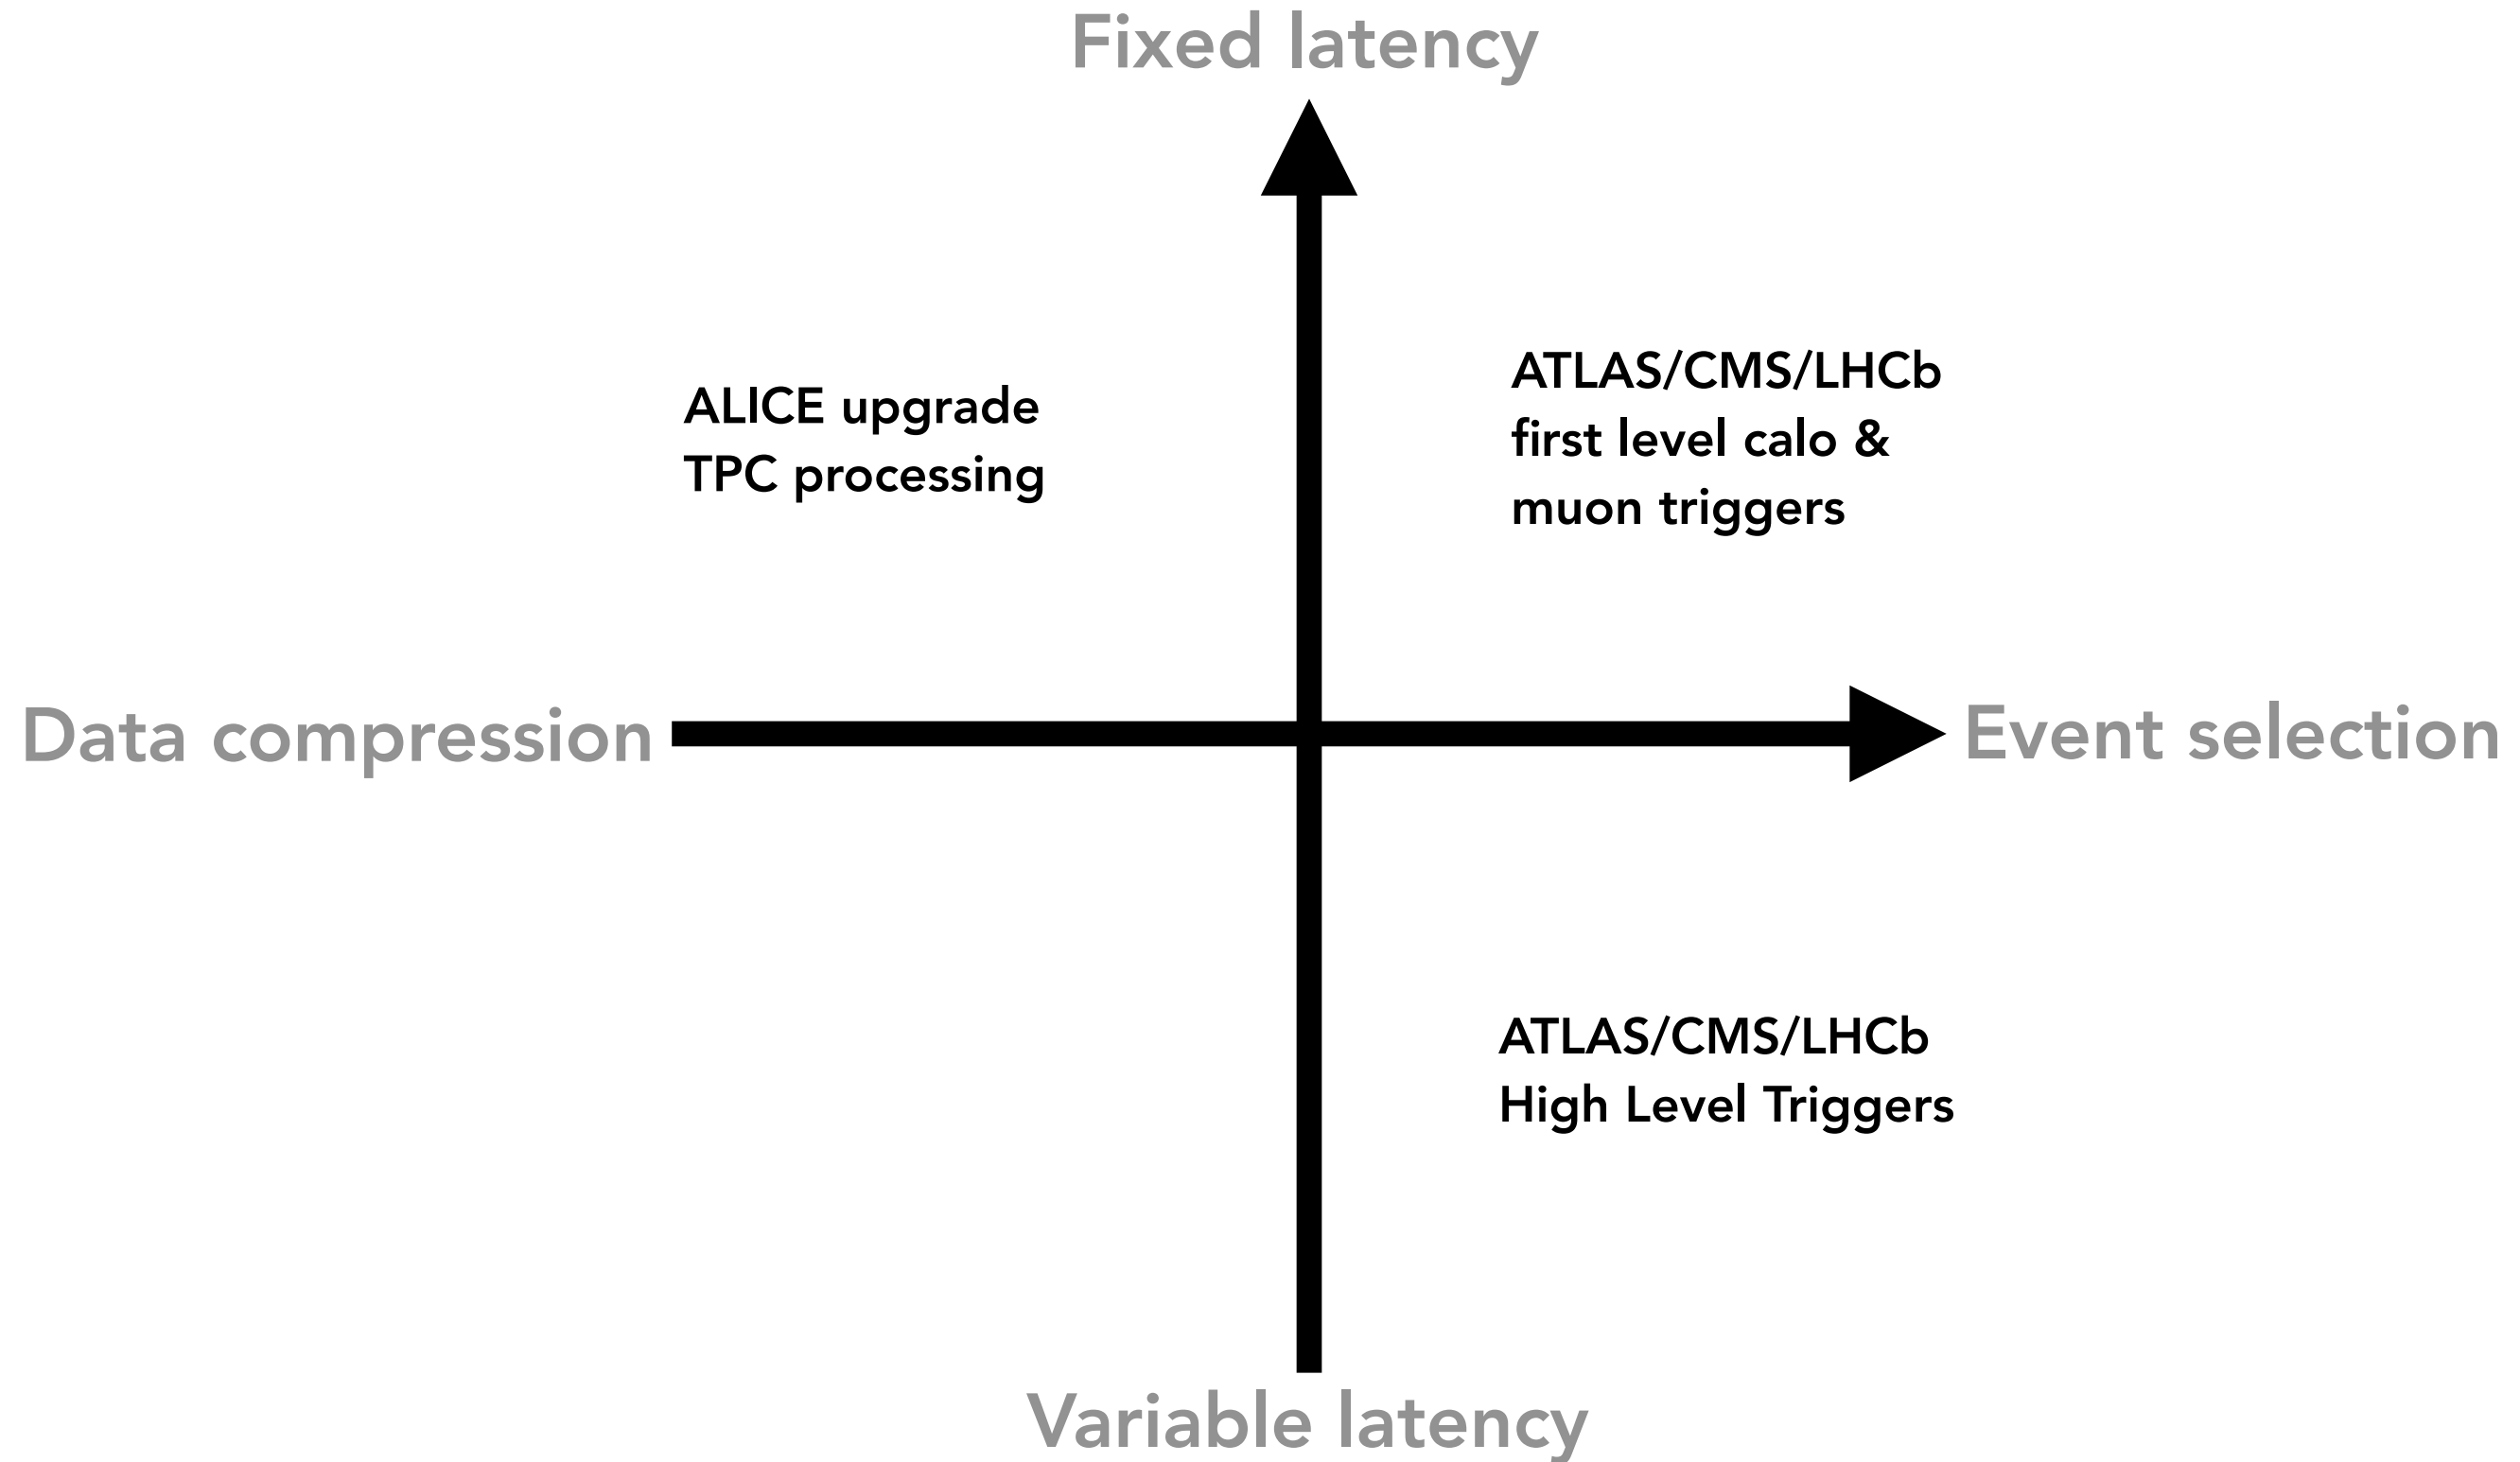 Fixed latency
ALICE upgrade
TPC processing
ATLAS/CMS/LHCb
first level calo &
muon triggers
Data compression
Event selection
ATLAS/CMS/LHCb
High Level Triggers
Variable latency